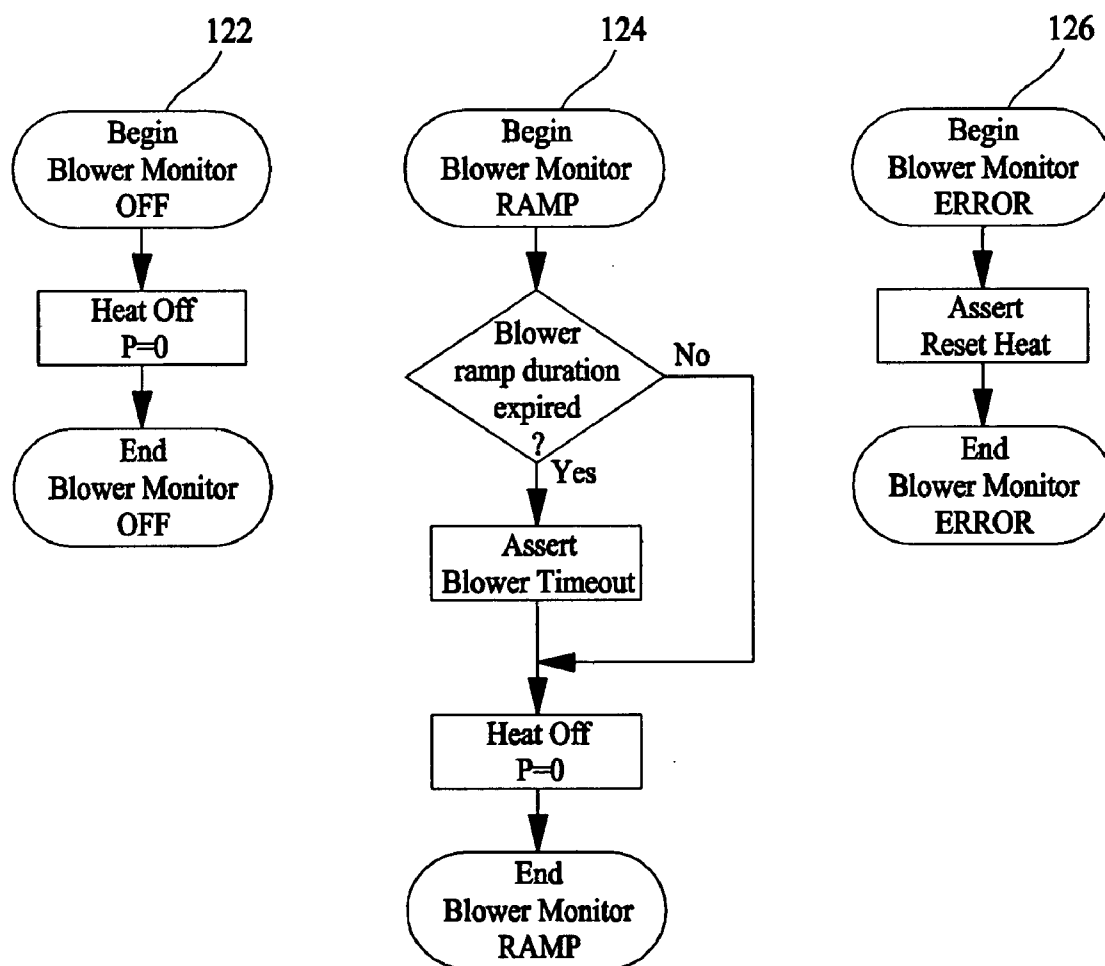 122
Begin
Blower Monitor
OFF
Heat Off
P=0
End
Blower Monitor
OFF
124
Begin
Blower Monitor
RAMP
Blower
ramp duration
expired
?
No
Yes
Assert
Blower Timeout
Heat Off
P=0
End
Blower Monitor
RAMP
126
Begin
Blower Monitor
ERROR
Assert
Reset Heat
End
Blower Monitor
ERROR